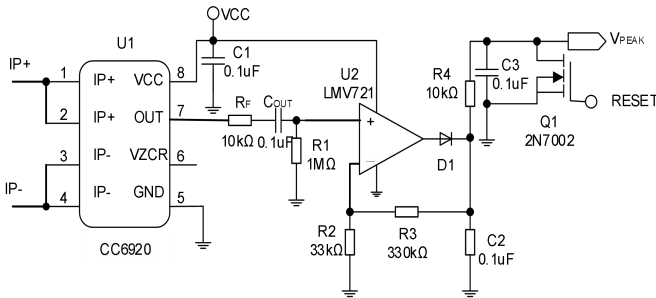 VCC
V PEAK
IP+
U1
C1
0.1uF
C3
0.1uF
U2
LMV721
R4
10kΩ
1 IP+ VCC 8
RESET
2 IP+ OUT 7
RF
COUT
10kΩ
0.1uF
+
Q1
2N7002
R1
1MΩ
3 IP- VZCR 6
−
D1
IP-
4 IP- GND 5
R2
33kΩ
R3
330kΩ
C2
0.1uF
CC6920